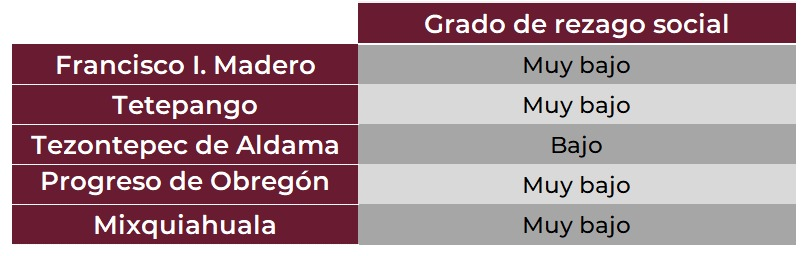 Grado de rezago social
Francisco I. Madero Muy bajo
Tetepango Muy bajo
Tezontepec de Aldama Bajo
Progreso de Obregón Muy bajo
Mixquiahuala Muy bajo